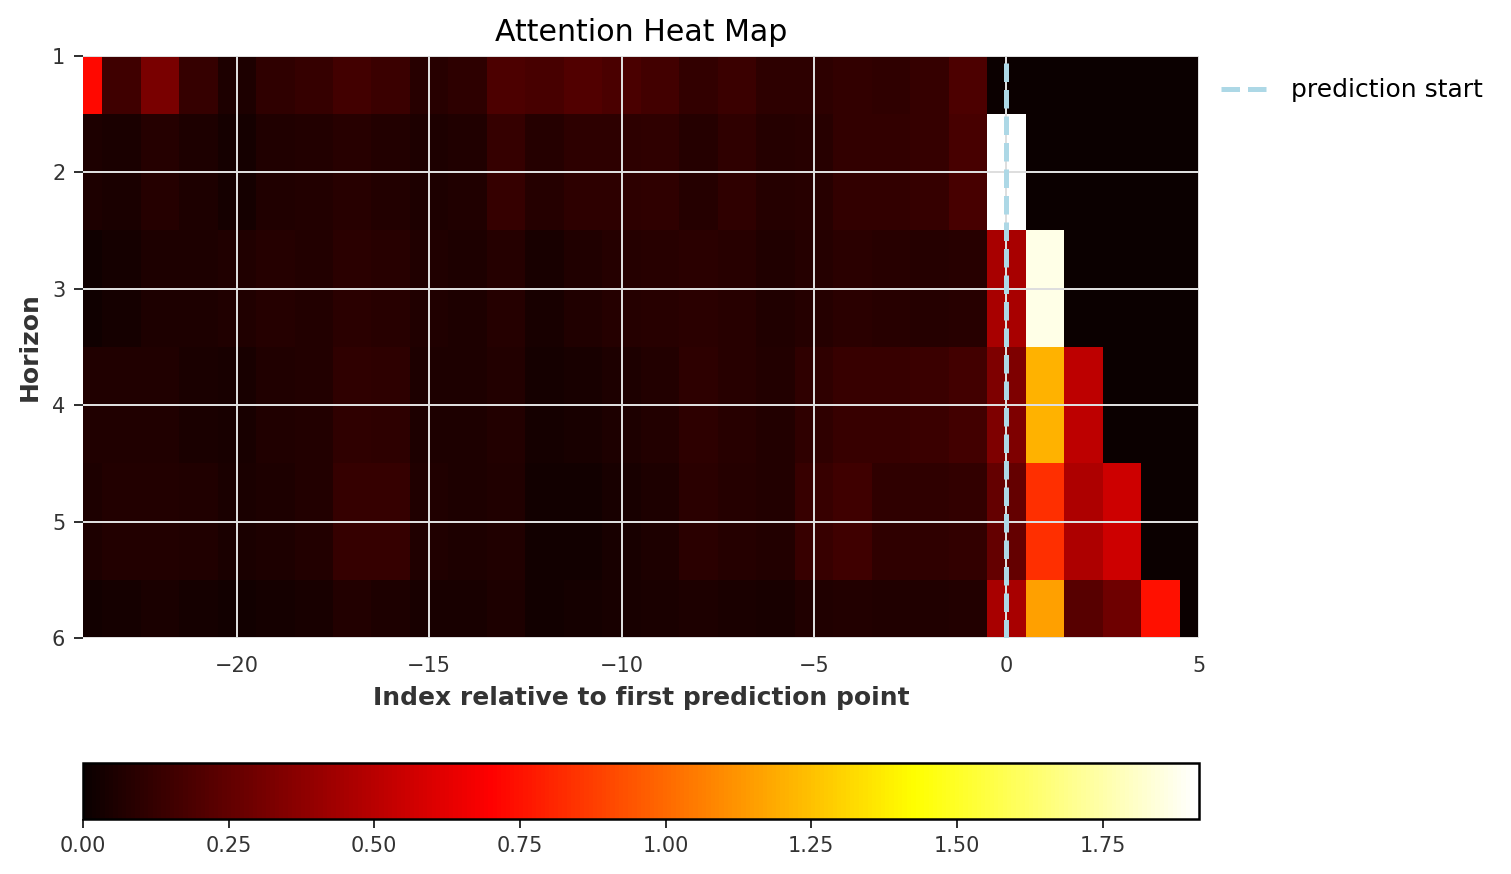 Attention Heat Map
prediction start
1
2
3
4
5
6
Horizon
−20 −15 −10 −5 0 5
Index relative to first prediction point
0.00 0.25 0.50 0.75 1.00 1.25 1.50 1.75